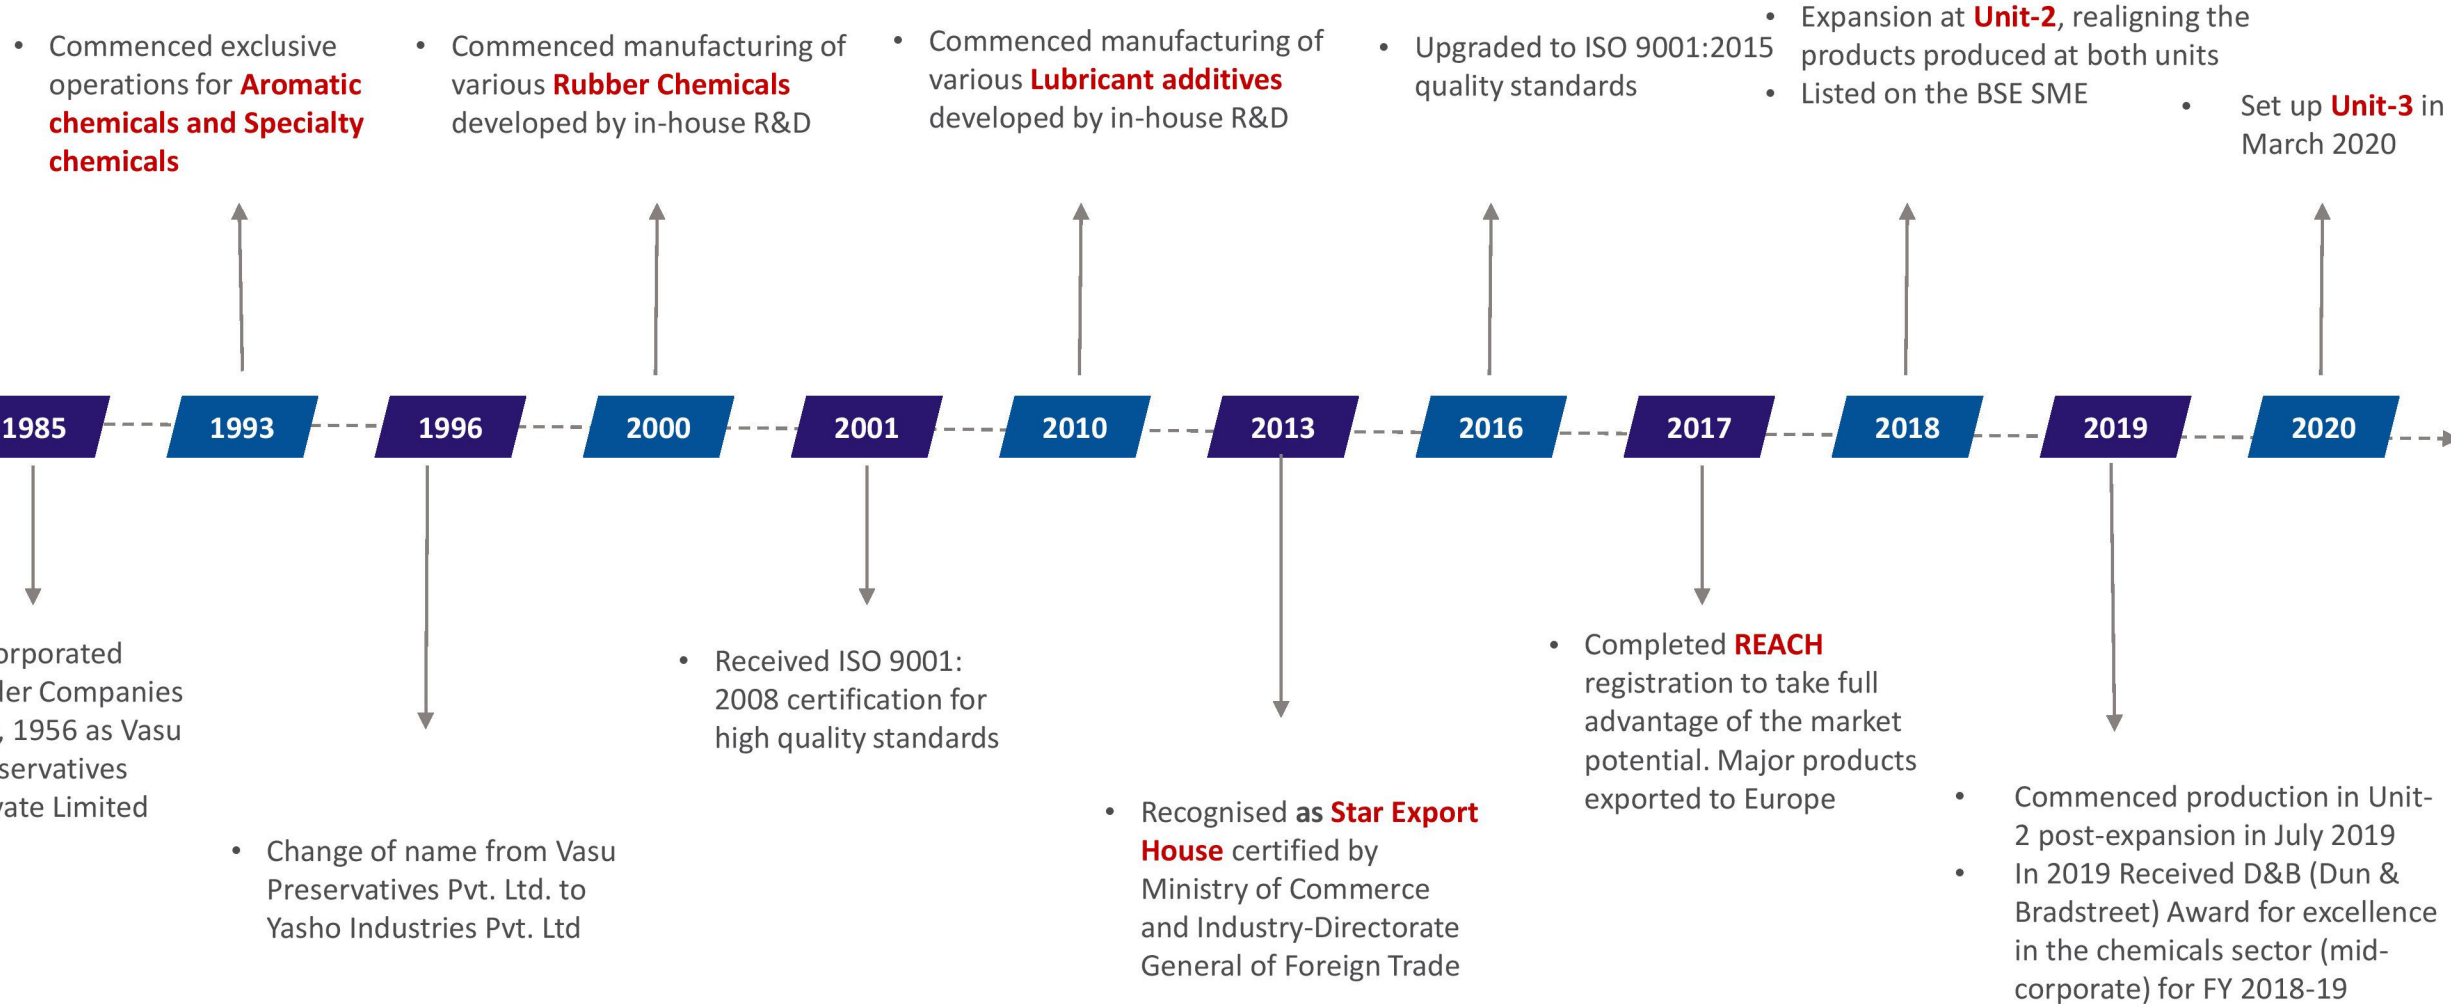 • Commenced exclusive
operations for Aromatic
chemicals and Specialty
chemicals
• Commenced manufacturing of
various Rubber Chemicals
developed by in-house R&D
• Commenced manufacturing of
various Lubricant additives
developed by in-house R&D
• Upgraded to ISO 9001:2015
quality standards
• Expansion at Unit-2, realigning the
products produced at both units
• Listed on the BSE SME
• Set up Unit-3 in
March 2020
1985
1993
1996
2000
2001
2010
2013
2016
2017
2018
2019
2020
Companies
, 1956 as Vasu
Limited
• Change of name from Vasu
Preservatives Pvt. Ltd. to
Yasho Industries Pvt. Ltd
• Received ISO 9001:
2008 certification for
high quality standards
• Recognised as Star Export
House certified by
Ministry of Commerce
and Industry-Directorate
General of Foreign Trade
• Completed REACH
registration to take full
advantage of the market
potential. Major products
exported to Europe
• Commenced production in Unit-
2 post-expansion in July 2019
• In 2019 Received D&B (Dun &
Bradstreet) Award for excellence
in the chemicals sector (mid-
corporate) for FY 2018-19